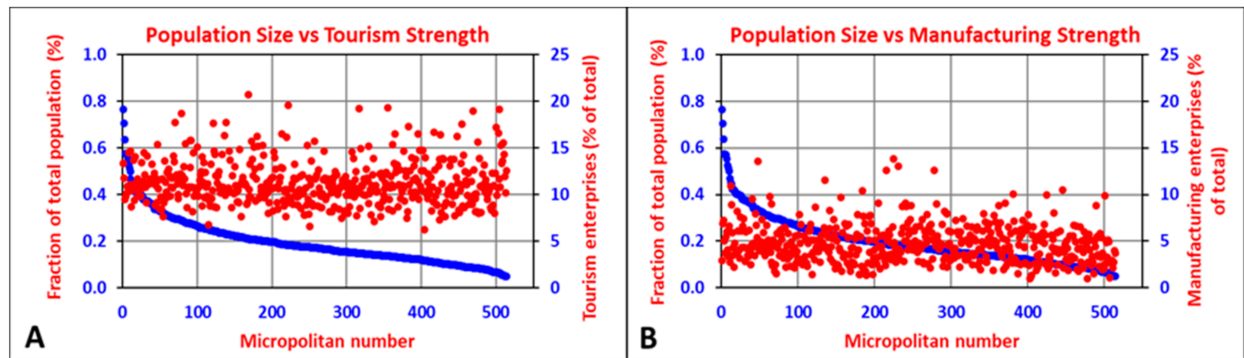 Population Size vs Tourism Strength
Fraction of total population (%)
1.0
0.8
0.6
0.4
0.2
0.0
25
20
15
10
5
0
Tourism enterprises (% of total)
0 100 200 300 400 500
Micropolitan number
A
Population Size vs Manufacturing Strength
Fraction of total population (%)
1.0
0.8
0.6
0.4
0.2
0.0
25
20
15
10
5
0
Manufacturing enterprises (%
of total)
0 100 200 300 400 500
Micropolitan number
B